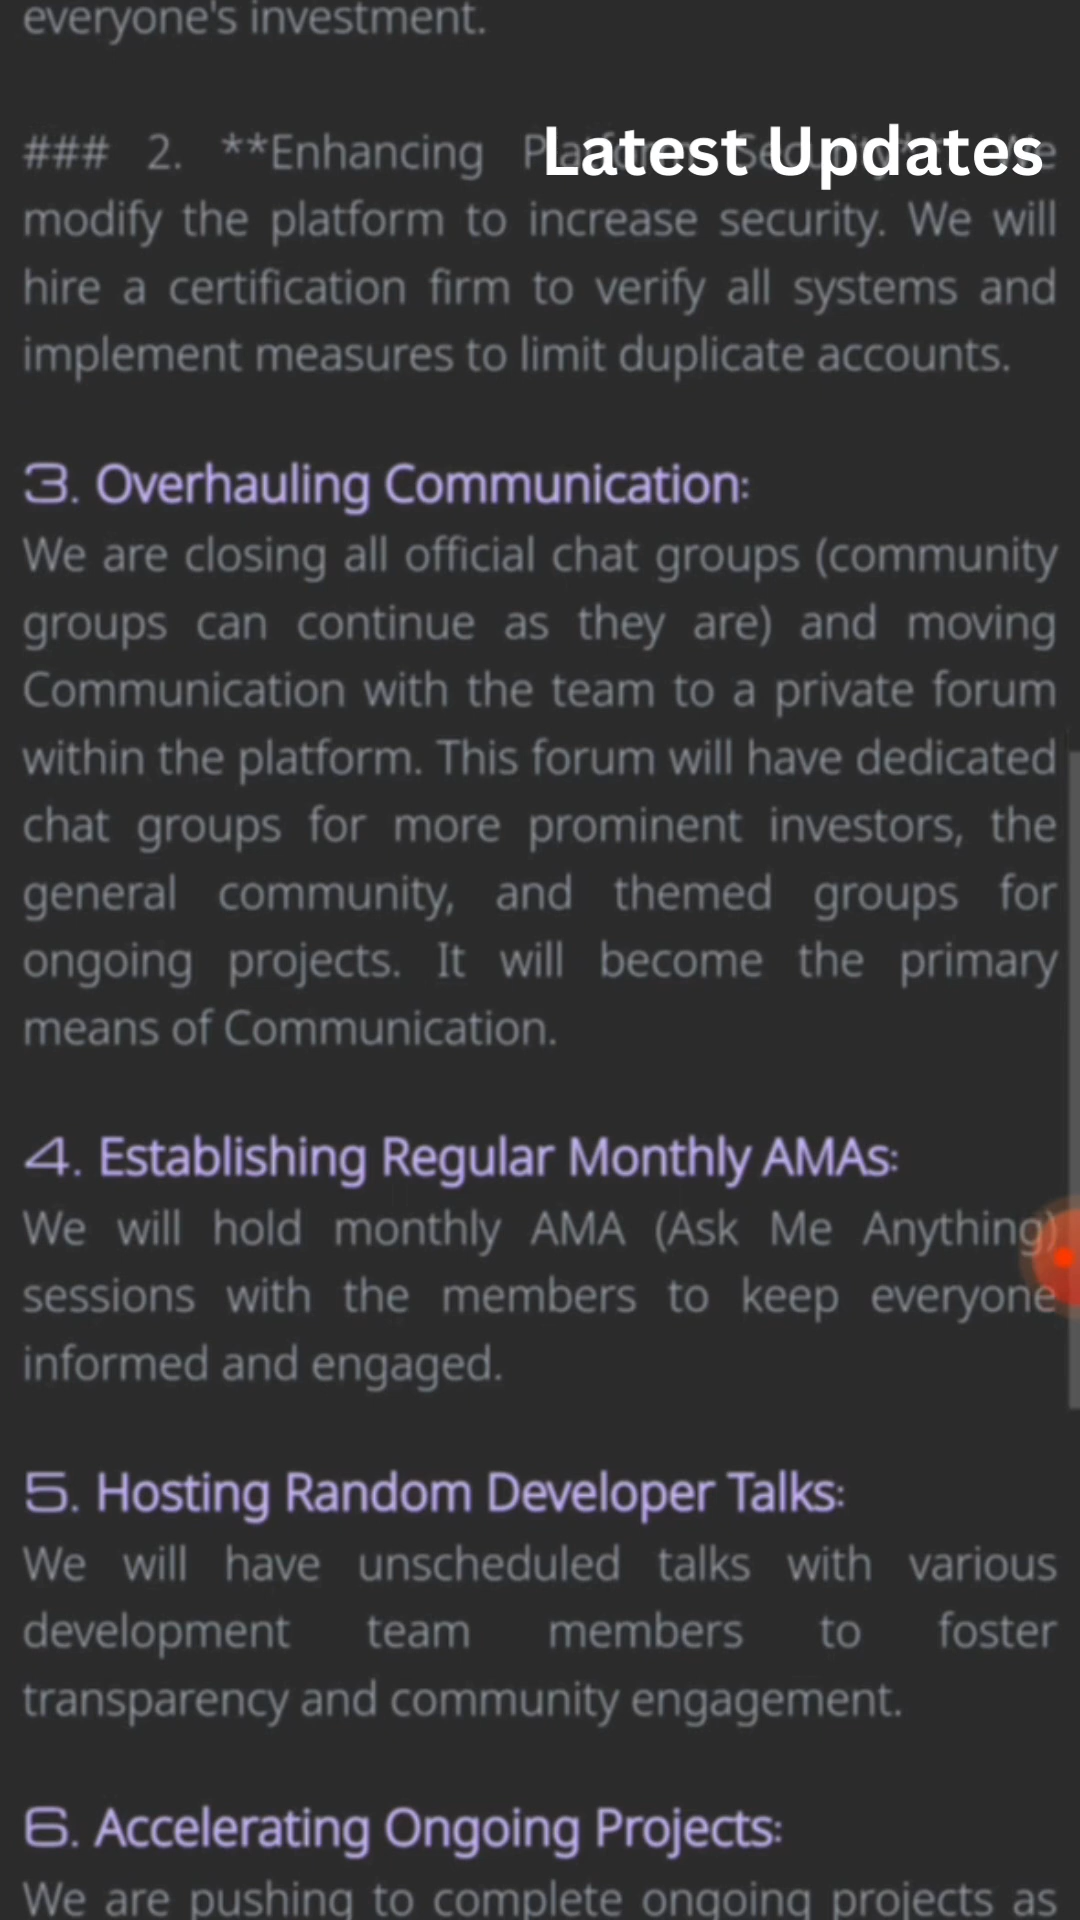 everyone's investment.
Latest Updates
### 2. **Enhancing Platform Security** We
modify the platform to increase security. We will
hire a certification firm to verify all systems and
implement measures to limit duplicate accounts.
3. Overhauling Communication:
We are closing all official chat groups (community
groups can continue as they are) and moving
Communication with the team to a private forum
within the platform. This forum will have dedicated
chat groups for more prominent investors, the
general community, and themed groups for
ongoing projects. It will become the primary
means of Communication.
4. Establishing Regular Monthly AMAs:
We will hold monthly AMA (Ask Me Anything)
sessions with the members to keep everyone
informed and engaged.
5. Hosting Random Developer Talks:
We will have unscheduled talks with various
development team members to foster
transparency and community engagement.
6. Accelerating Ongoing Projects:
We are pushing to complete ongoing projects as